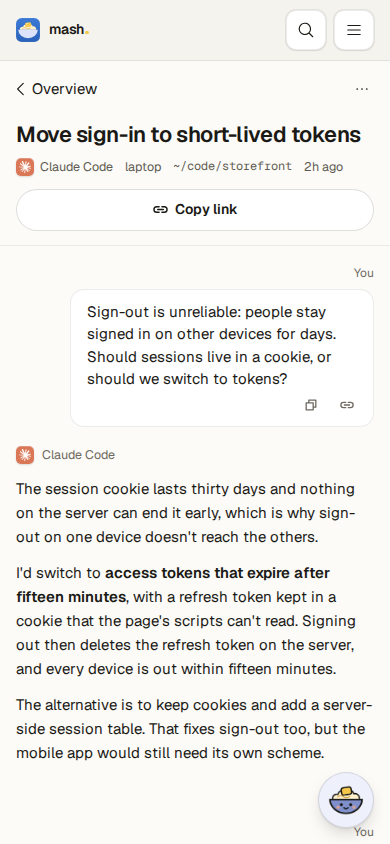 mash.
Overview
Move sign-in to short-lived tokens
Claude Code laptop ~/code/storefront 2h ago
Copy link
You
Sign-out is unreliable: people stay
signed in on other devices for days.
Should sessions live in a cookie, or
should we switch to tokens?
Claude Code
The session cookie lasts thirty days and nothing
on the server can end it early, which is why sign-
out on one device doesn't reach the others.
I'd switch to access tokens that expire after
fifteen minutes, with a refresh token kept in a
cookie that the page's scripts can't read. Signing
out then deletes the refresh token on the server,
and every device is out within fifteen minutes.
The alternative is to keep cookies and add a server-
side session table. That fixes sign-out too, but the
mobile app would still need its own scheme.
You